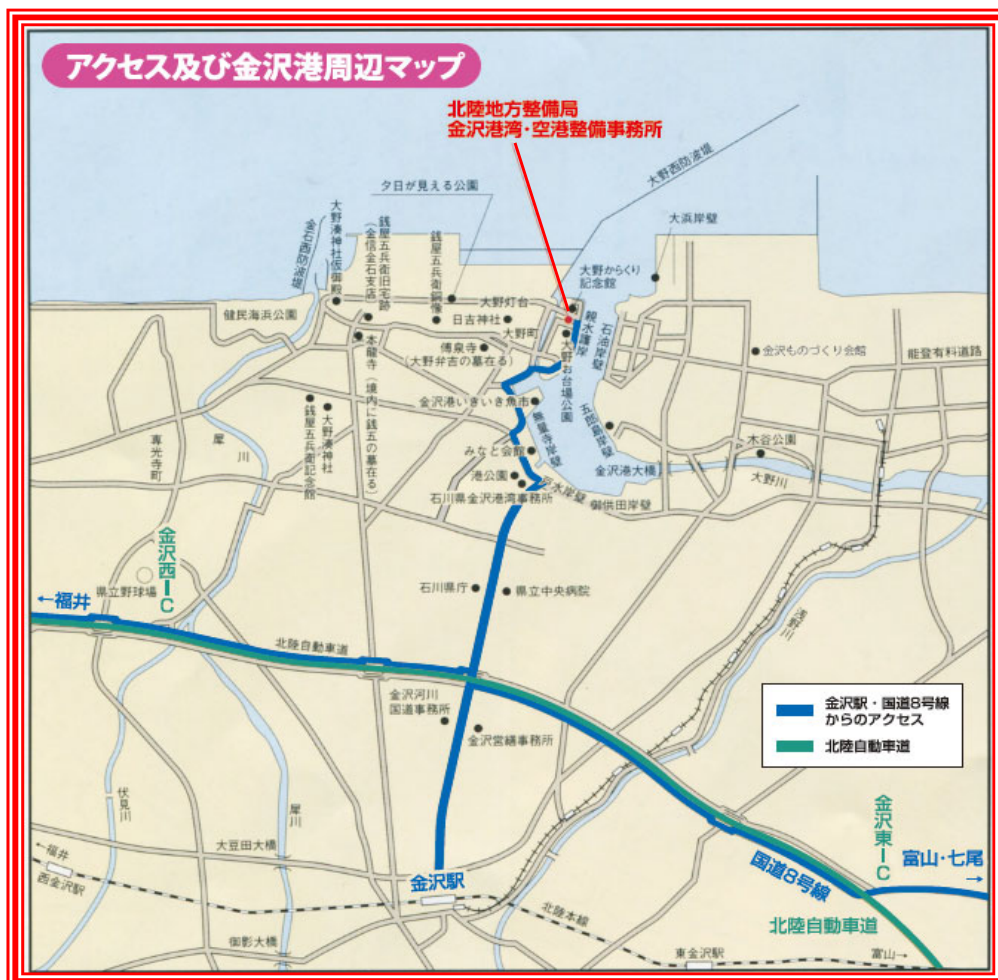 アクセス及び金沢港周辺マップ
北陸地方整備局
金沢港湾・空港整備事務所
大野西防波堤
夕日が見える公園
大浜岸壁
金石西防波堤
大野湊神社仮御殿
銭屋五兵衛旧宅跡
(金信金石支店)
銭屋五兵衛銅像
大野からくり
記念館
健民海浜公園
大野灯台
日吉神社
大野町
傳泉寺
(大野弁吉の墓在る)
親水護岸
石油岸壁
大野お台場公園
金沢ものづくり会館
能登有料道路
本龍寺(境内に銭五の墓在る)
金沢港いきいき魚市
無量寺岸壁
五郎島岸壁
専光寺町
犀川
銭屋五兵衛記念館
大野湊神社
みなと会館
木谷公園
金沢港大橋
大野川
港公園
石川県金沢港湾事務所
戸水岸壁
御供田岸壁
金沢西IC
県立野球場
←福井
石川県庁
県立中央病院
浅野川
北陸自動車道
金沢河川
国道事務所
金沢営繕事務所
金沢駅・国道8号線
からのアクセス
北陸自動車道
伏見川
犀川
大豆田大橋
金沢東IC
←福井
西金沢駅
金沢駅
国道8号線
富山・七尾
→
北陸本線
北陸自動車道
御影大橋
東金沢駅
富山→